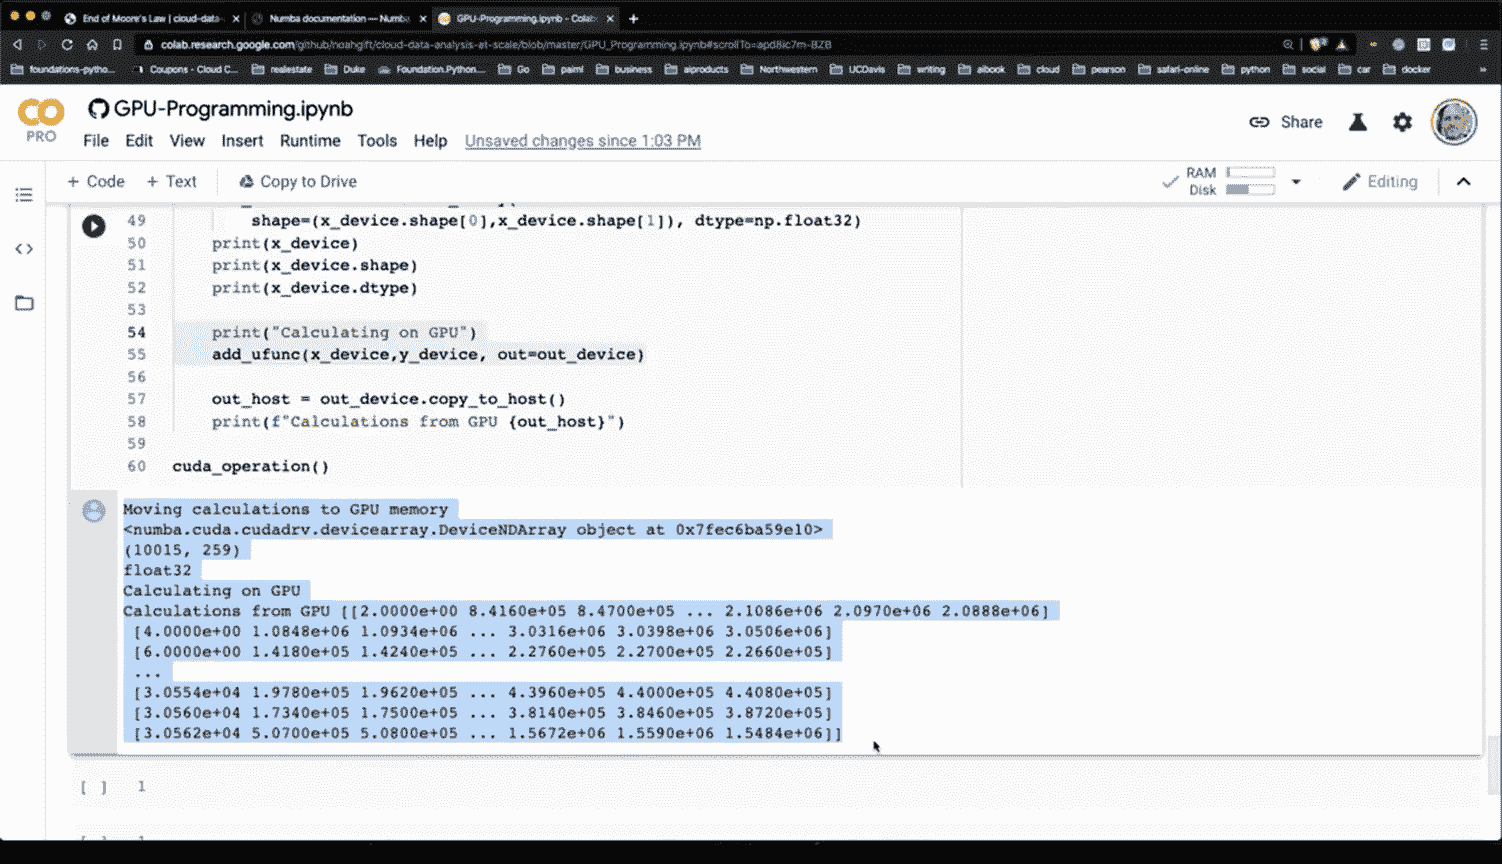 End of Moore's Law | cloud-data-
Numba documentation — Numba
GPU-Programming.ipynb - Colab
colab.research.google.com/github/noahgift/cloud-data-analysis-at-scale/blob/master/GPU_Programming.ipynb#scrollTo=apd8ic7m-BZB
foundations-pytho... Coupons - Cloud C... realestate Duke Foundation.Python.... Go paiml business aiproducts Northwestern UCDavis writing aibook cloud pearson safari-online python social car docker
CO
PRO
GPU-Programming.ipynb
File Edit View Insert Runtime Tools Help Unsaved changes since 1:03 PM
Share
+ Code + Text Copy to Drive
RAM
Disk
Editing
49 shape=(x_device.shape[0],x_device.shape[1]), dtype=np.float32)
50 print(x_device)
51 print(x_device.shape)
52 print(x_device.dtype)
53
54 print("Calculating on GPU")
55 add_ufunc(x_device,y_device, out=out_device)
56
57 out_host = out_device.copy_to_host()
58 print(f"Calculations from GPU {out_host}")
59
60 cuda_operation()
Moving calculations to GPU memory
<numba.cuda.cudadrv.devicearray.DeviceNDArray object at 0x7fec6ba59e10>
(10015, 259)
float32
Calculating on GPU
Calculations from GPU [[2.0000e+00 8.4160e+05 8.4700e+05 ... 2.1086e+06 2.0970e+06 2.0888e+06]
[4.0000e+00 1.0848e+06 1.0934e+06 ... 3.0316e+06 3.0398e+06 3.0506e+06]
[6.0000e+00 1.4180e+05 1.4240e+05 ... 2.2760e+05 2.2700e+05 2.2660e+05]
...
[3.0554e+04 1.9780e+05 1.9620e+05 ... 4.3960e+05 4.4000e+05 4.4080e+05]
[3.0560e+04 1.7340e+05 1.7500e+05 ... 3.8140e+05 3.8460e+05 3.8720e+05]
[3.0562e+04 5.0700e+05 5.0800e+05 ... 1.5672e+06 1.5590e+06 1.5484e+06]]
[ ] 1